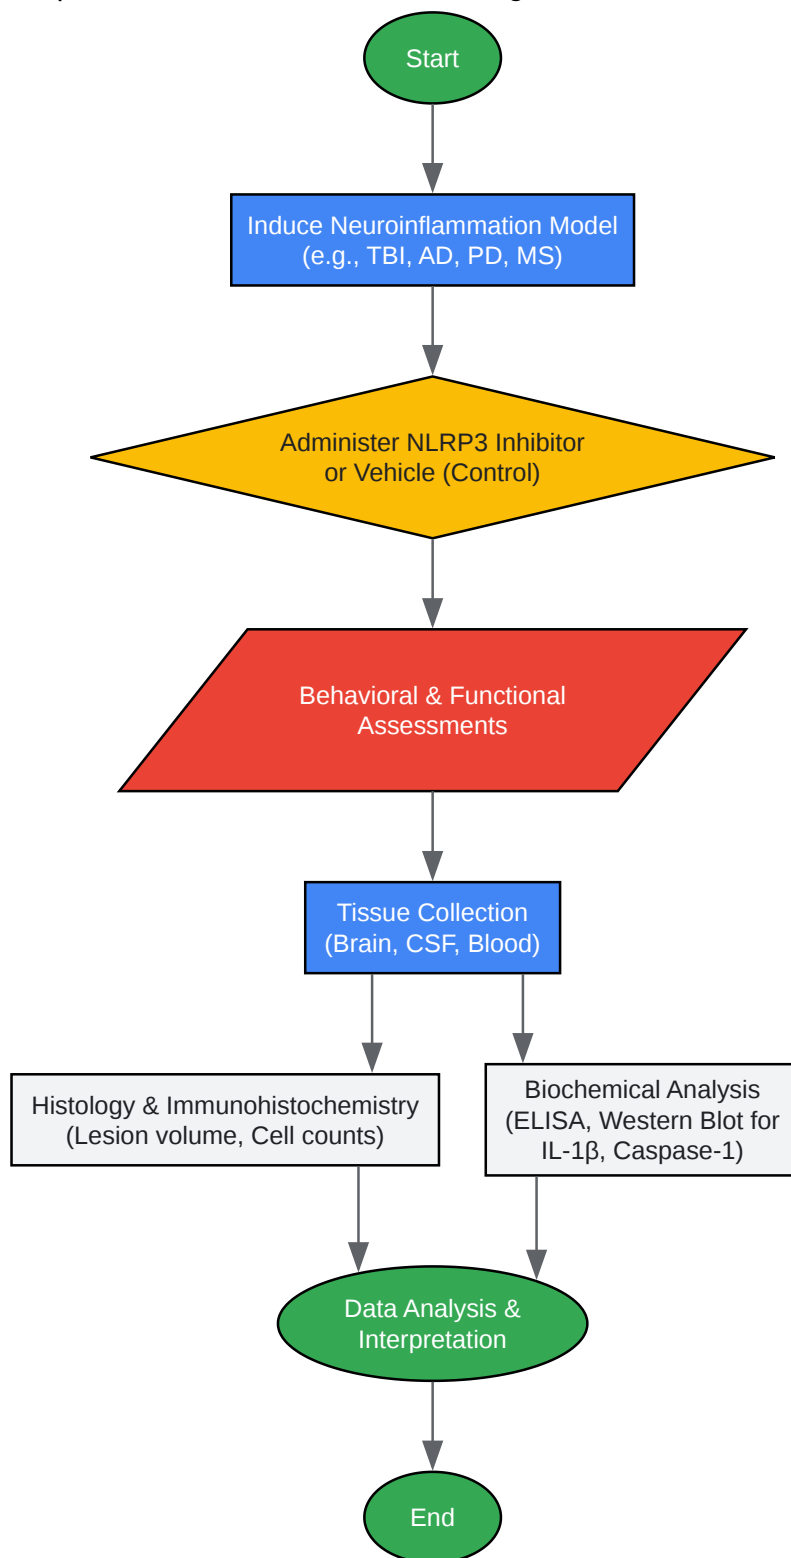 Start
Induce Neuroinflammation Model
(e.g., TBI, AD, PD, MS)
Administer NLRP3 Inhibitor
or Vehicle (Control)
Behavioral & Functional
Assessments
Tissue Collection
(Brain, CSF, Blood)
Histology & Immunohistochemistry
(Lesion volume, Cell counts)
Biochemical Analysis
(ELISA, Western Blot for
IL-1β, Caspase-1)
Data Analysis &
Interpretation
End